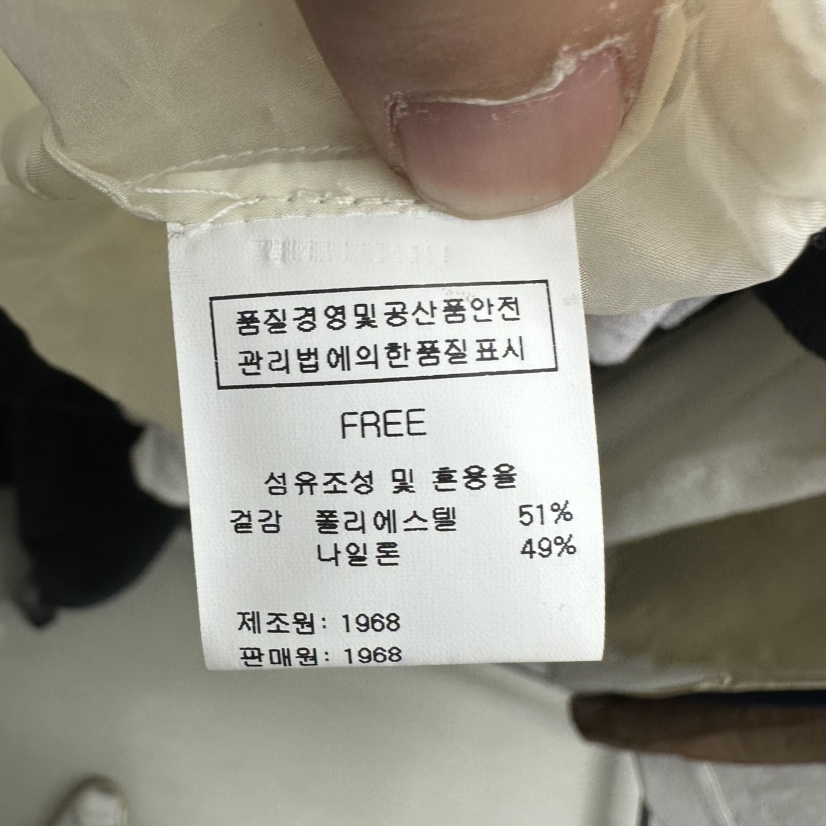 품질경영및공산품안전
관리법에의한품질표시
FREE
섬유조성 및 혼용율
겉감 폴리에스텔 51%
나일론 49%
제조원: 1968
판매원: 1968